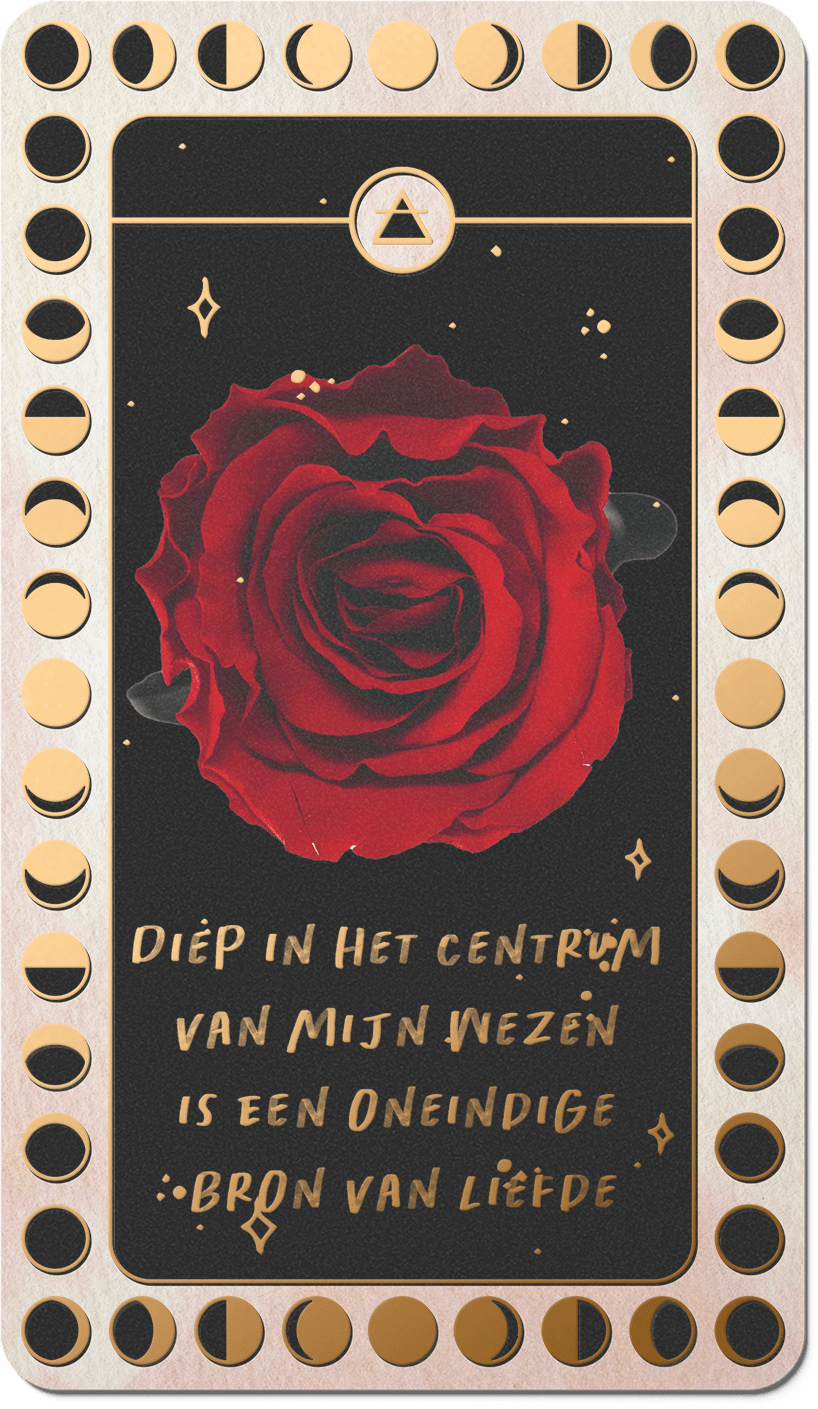 DIEP IN HET CENTRUM
VAN MIJN WEZEN
IS EEN ONEINDIGE
BRON VAN LIEFDE